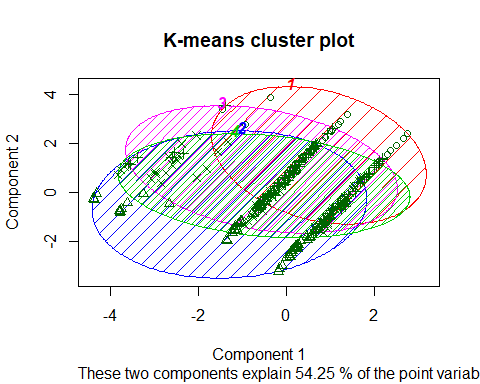 K-means cluster plot
1
3
2
Component 2
4
2
0
-2
-4
-2
0
2
Component 1
These two components explain 54.25 % of the point variab